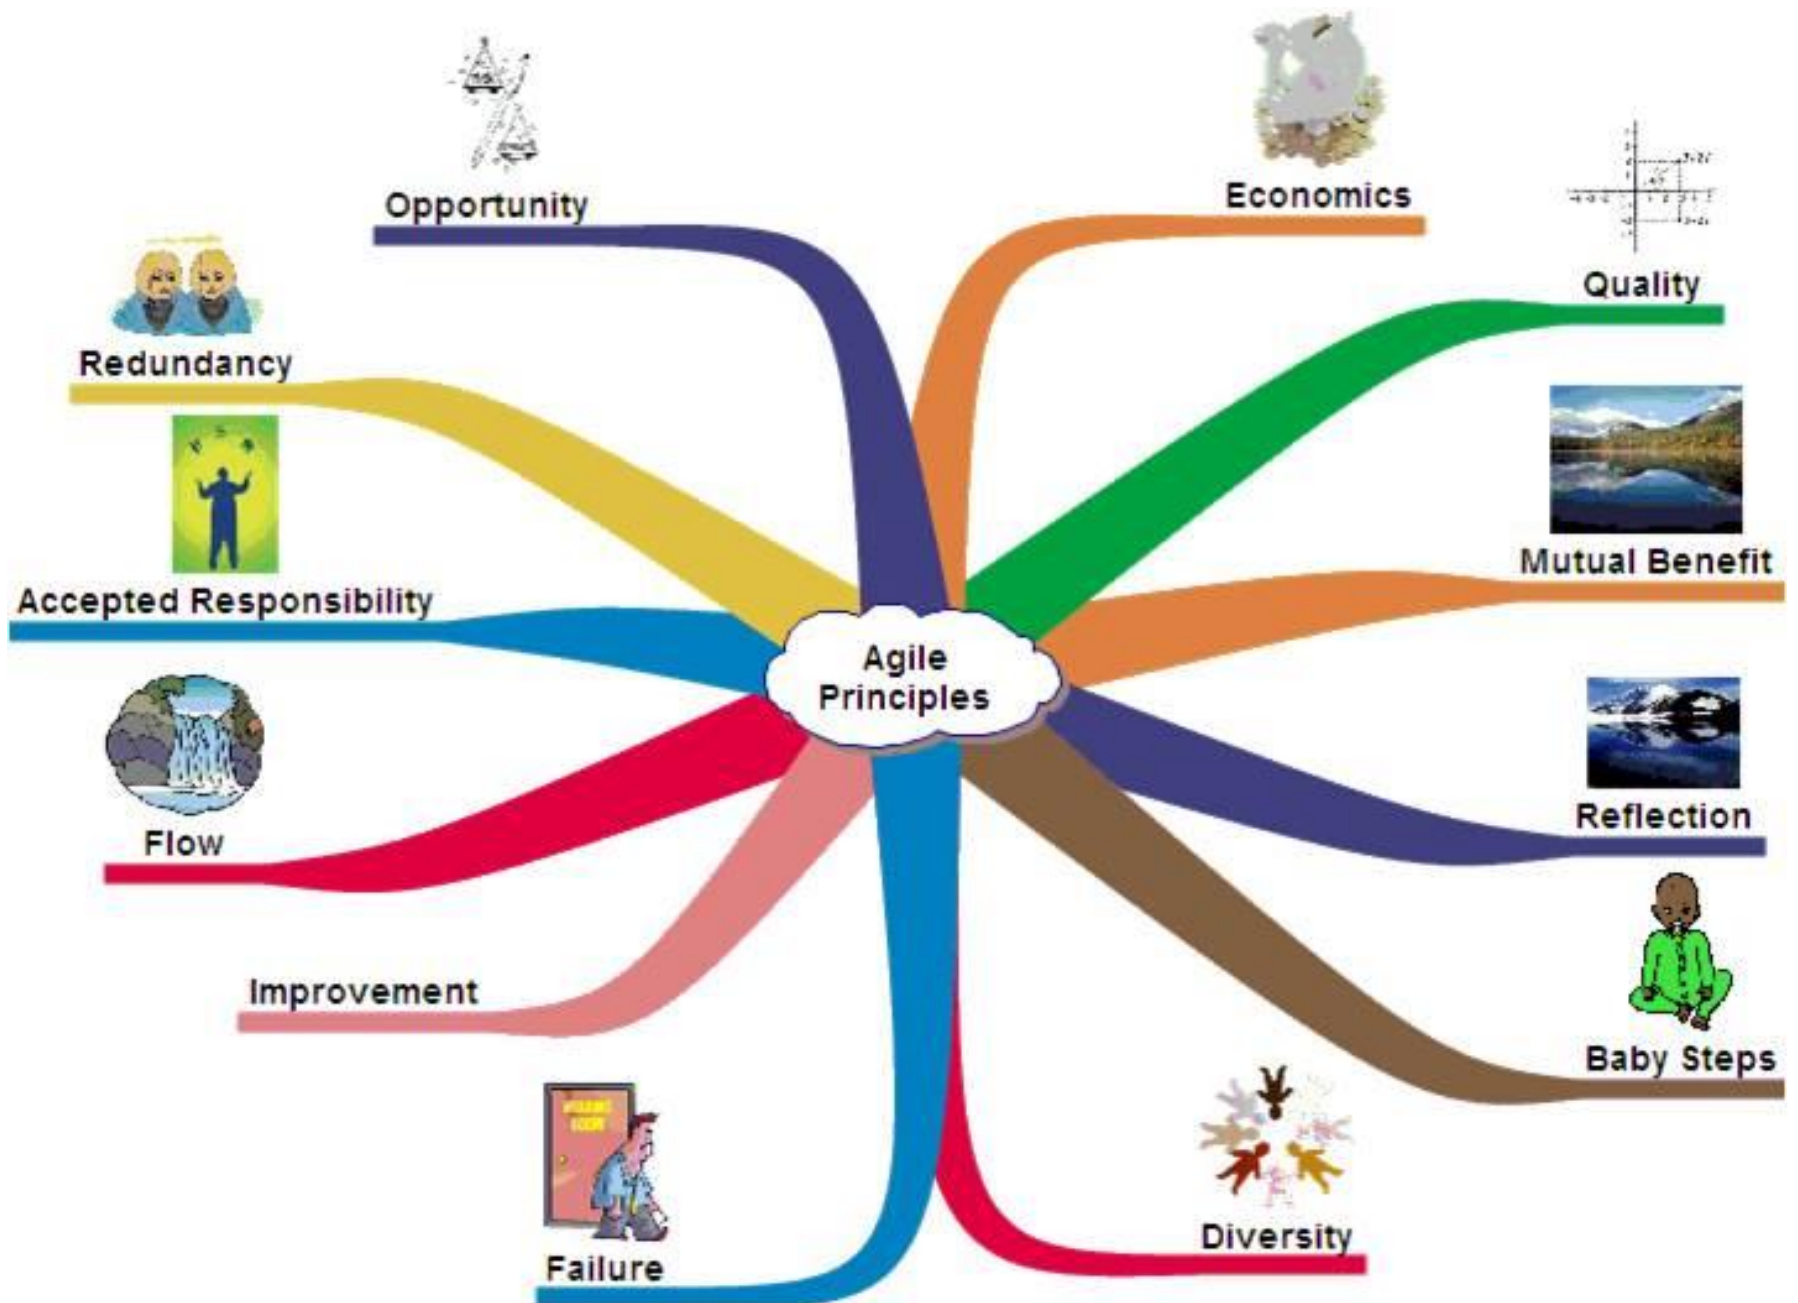 Opportunity
Economics
Quality
Redundancy
Mutual Benefit
Accepted Responsibility
Agile
Principles
Reflection
Flow
Improvement
Baby Steps
Diversity
Failure